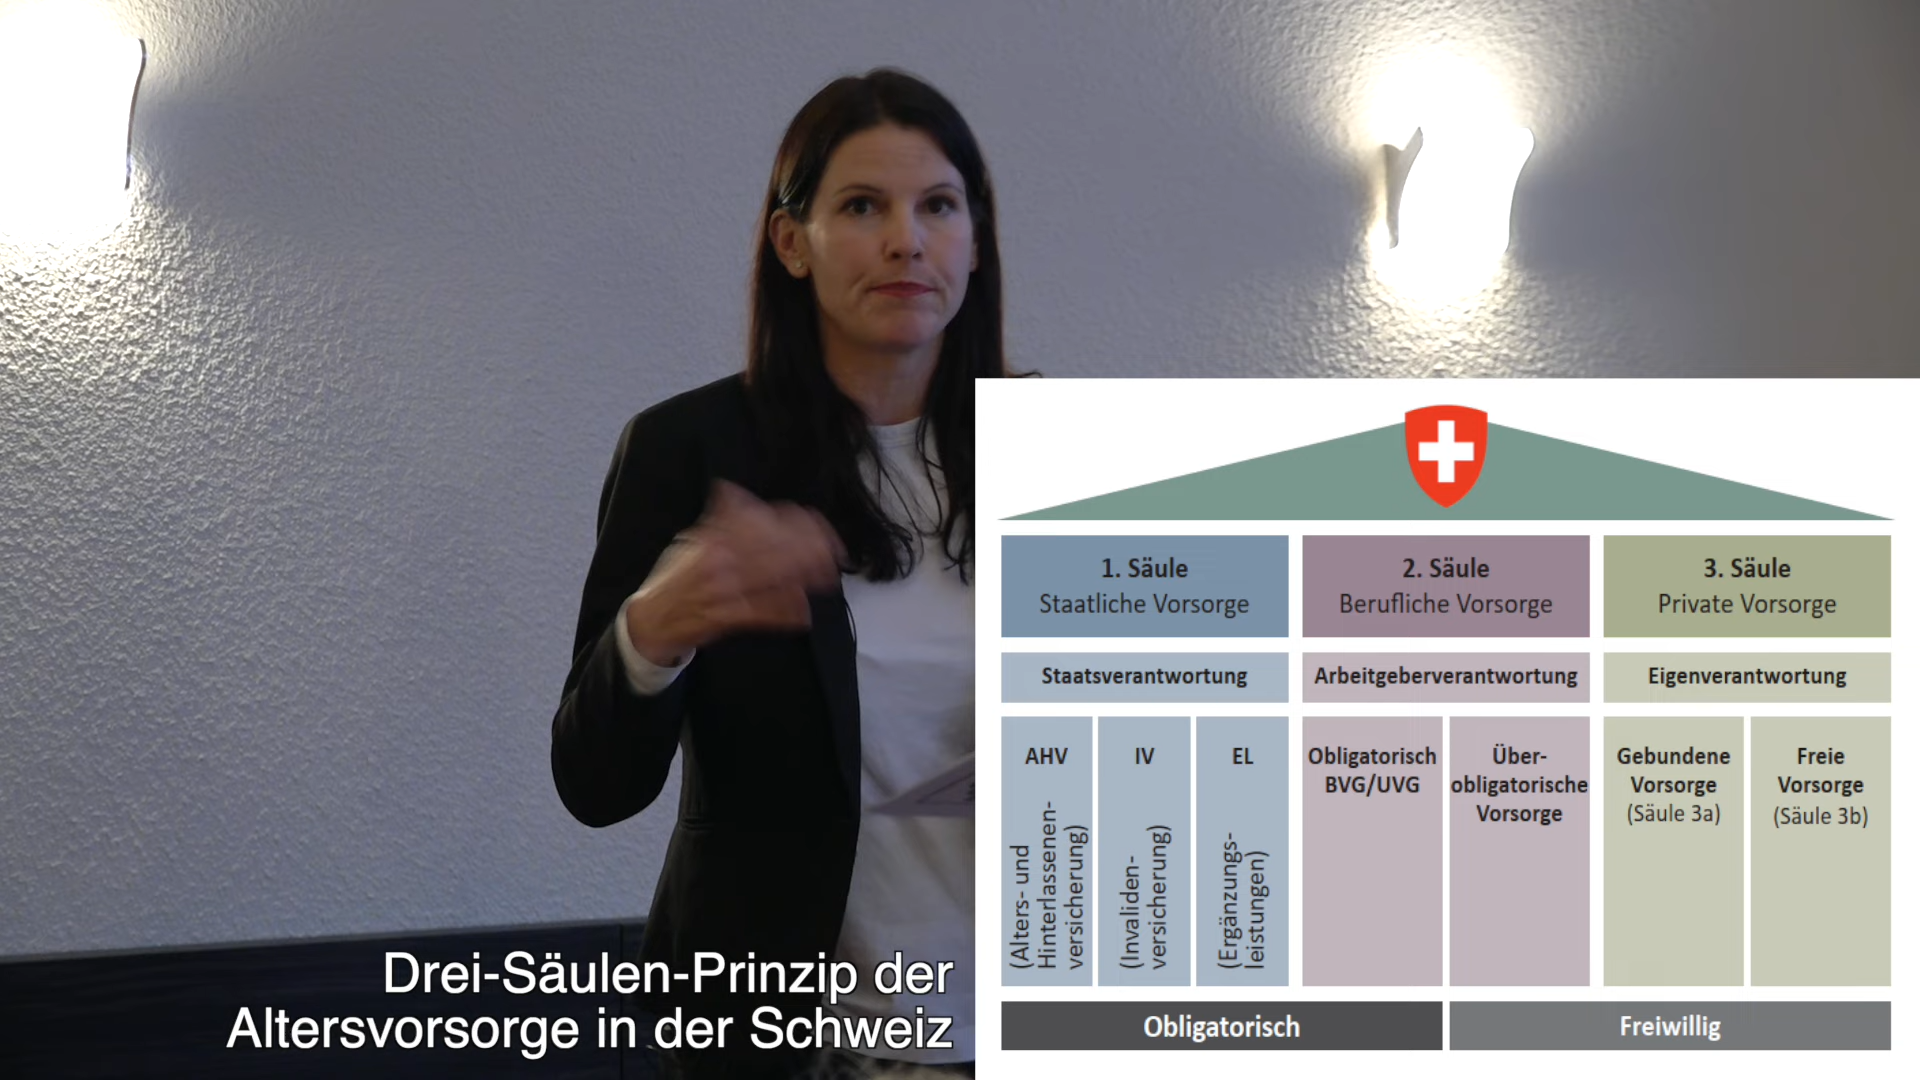 Drei-Säulen-Prinzip der
Altersvorsorge in der Schweiz
1. Säule
Staatliche Vorsorge
2. Säule
Berufliche Vorsorge
3. Säule
Private Vorsorge
Staatsverantwortung
Arbeitgeberverantwortung
Eigenverantwortung
AHV
(Alters- und
Hinterlassenen-
versicherung)
IV
(Invaliden-
versicherung)
EL
(Ergänzungs-
leistungen)
Obligatorisch
BVG/UVG
Über-
obligatorische
Vorsorge
Gebundene
Vorsorge
(Säule 3a)
Freie
Vorsorge
(Säule 3b)
Obligatorisch
Freiwillig